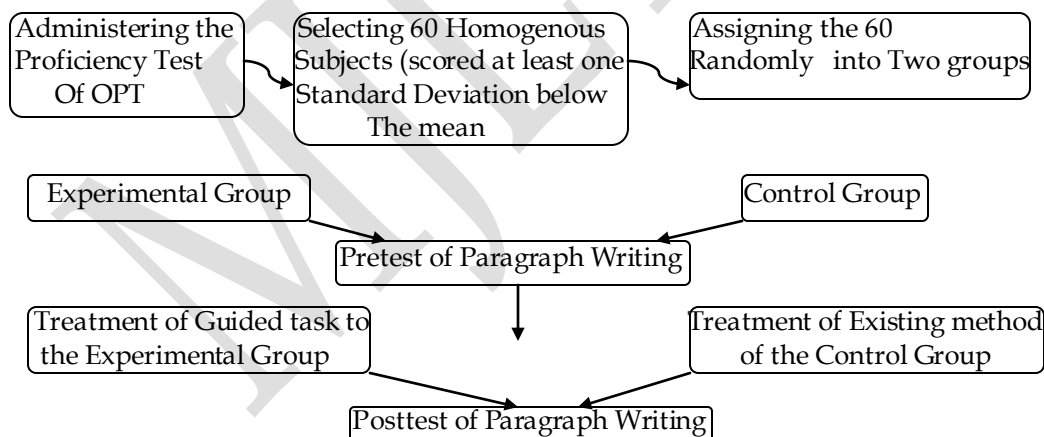 Administering the
Proficiency Test
Of OPT
Selecting 60 Homogenous
Subjects (scored at least one
Standard Deviation below
The mean
Assigning the 60
Randomly into Two groups
Experimental Group
Control Group
Pretest of Paragraph Writing
Treatment of Guided task to
the Experimental Group
Treatment of Existing method
of the Control Group
Posttest of Paragraph Writing